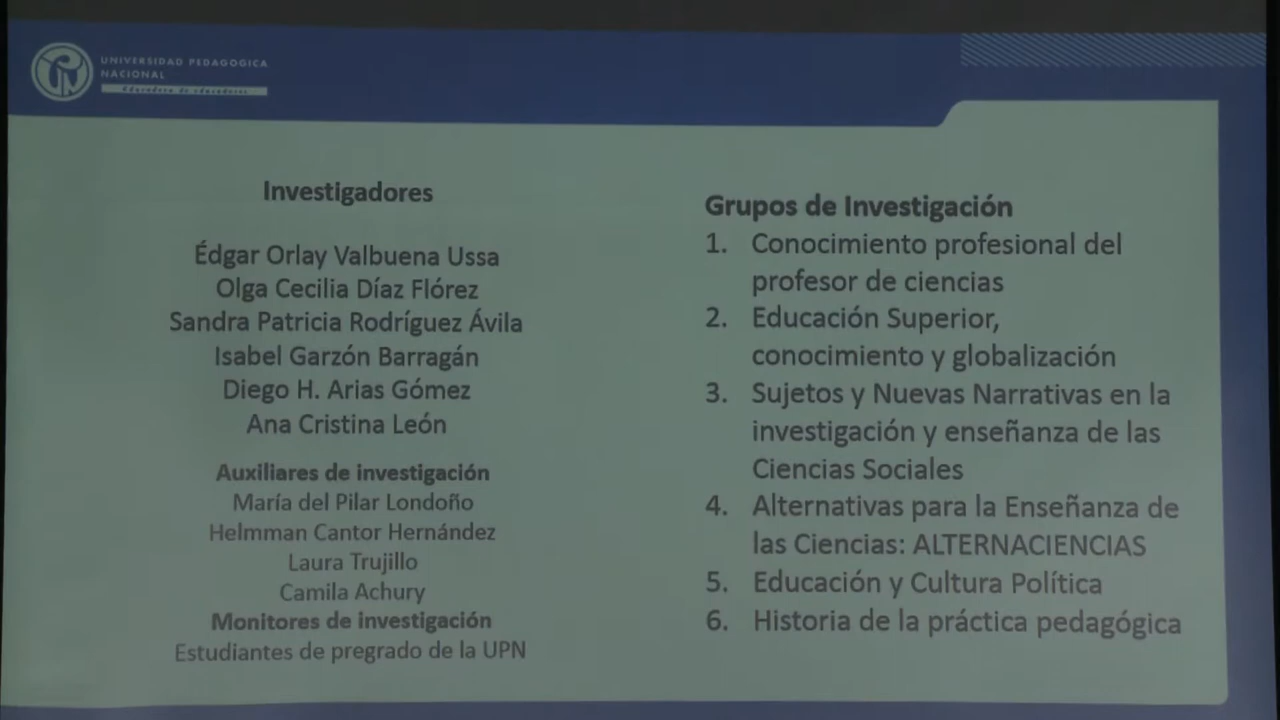 UNIVERSIDAD PEDAGOGICA
NACIONAL
Educadora de educadores
Investigadores
Édgar Orlay Valbuena Ussa
Olga Cecilia Díaz Flórez
Sandra Patricia Rodríguez Ávila
Isabel Garzón Barragán
Diego H. Arias Gómez
Ana Cristina León
Auxiliares de investigación
María del Pilar Londoño
Helmman Cantor Hernández
Laura Trujillo
Camila Achury
Monitores de investigación
Estudiantes de pregrado de la UPN
Grupos de Investigación
1. Conocimiento profesional del
profesor de ciencias
2. Educación Superior,
conocimiento y globalización
3. Sujetos y Nuevas Narrativas en la
investigación y enseñanza de las
Ciencias Sociales
4. Alternativas para la Enseñanza de
las Ciencias: ALTERNACIENCIAS
5. Educación y Cultura Política
6. Historia de la práctica pedagógica